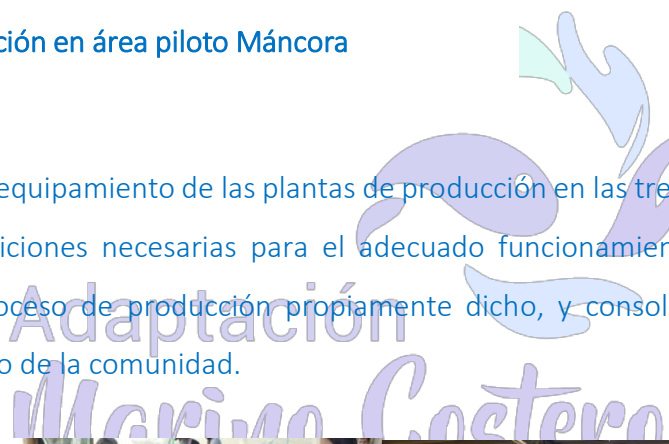 ción en área piloto Máncora
equipamiento de las plantas de producción en las tre
iciones necesarias para el adecuado funcionamien
oceso de producción propiamente dicho, y consol
o de la comunidad.
Adaptación
Marino Costero